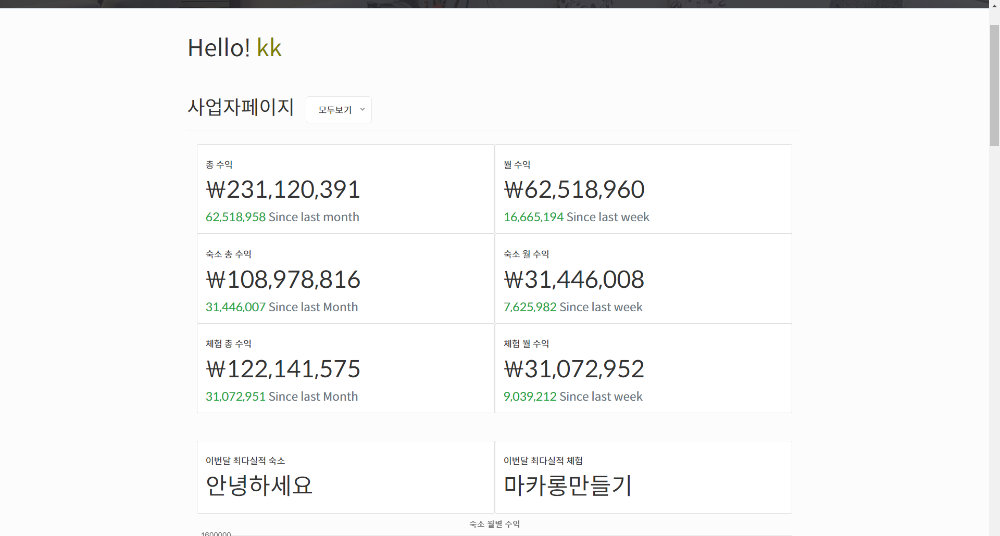 Hello! kk
사업자페이지 모두보기
총 수익
₩231,120,391
62,518,958 Since last month
월 수익
₩62,518,960
16,665,194 Since last week
숙소 총 수익
₩108,978,816
31,446,007 Since last Month
숙소 월 수익
₩31,446,008
7,625,982 Since last week
체험 총 수익
₩122,141,575
31,072,951 Since last Month
체험 월 수익
₩31,072,952
9,039,212 Since last week
이번달 최다실적 숙소
안녕하세요
이번달 최다실적 체험
마카롱만들기
숙소 월별 수익
1600000